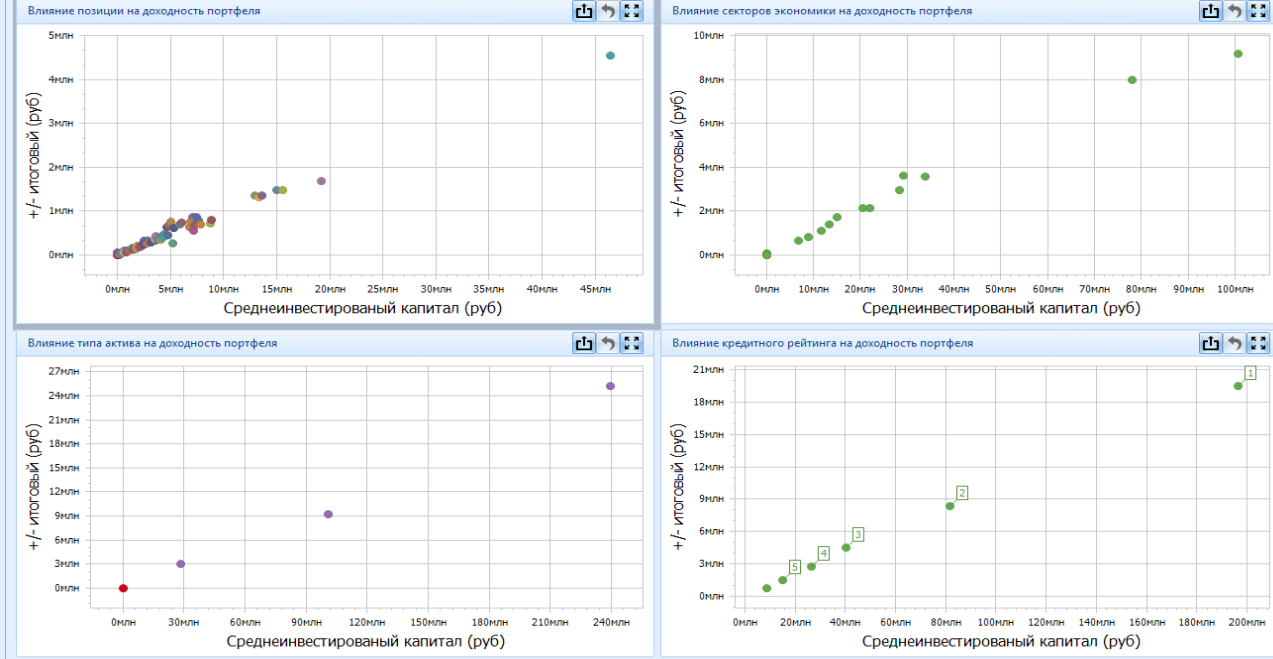 Влияние позиции на доходность портфеля
5млн
4млн
3млн
2млн
1млн
0млн
+/- итоговый (руб)
0млн 5млн 10млн 15млн 20млн 25млн 30млн 35млн 40млн 45млн
Среднеинвестированый капитал (руб)
Влияние секторов экономики на доходность портфеля
10млн
8млн
6млн
4млн
2млн
0млн
+/- итоговый (руб)
0млн 10млн 20млн 30млн 40млн 50млн 60млн 70млн 80млн 90млн 100млн
Среднеинвестированый капитал (руб)
Влияние типа актива на доходность портфеля
27млн
24млн
21млн
18млн
15млн
12млн
9млн
6млн
3млн
0млн
+/- итоговый (руб)
0млн 30млн 60млн 90млн 120млн 150млн 180млн 210млн 240млн
Среднеинвестированый капитал (руб)
Влияние кредитного рейтинга на доходность портфеля
21млн
18млн
15млн
12млн
9млн
6млн
3млн
0млн
+/- итоговый (руб)
1
2
3
4
5
0млн 20млн 40млн 60млн 80млн 100млн 120млн 140млн 160млн 180млн 200млн
Среднеинвестированый капитал (руб)